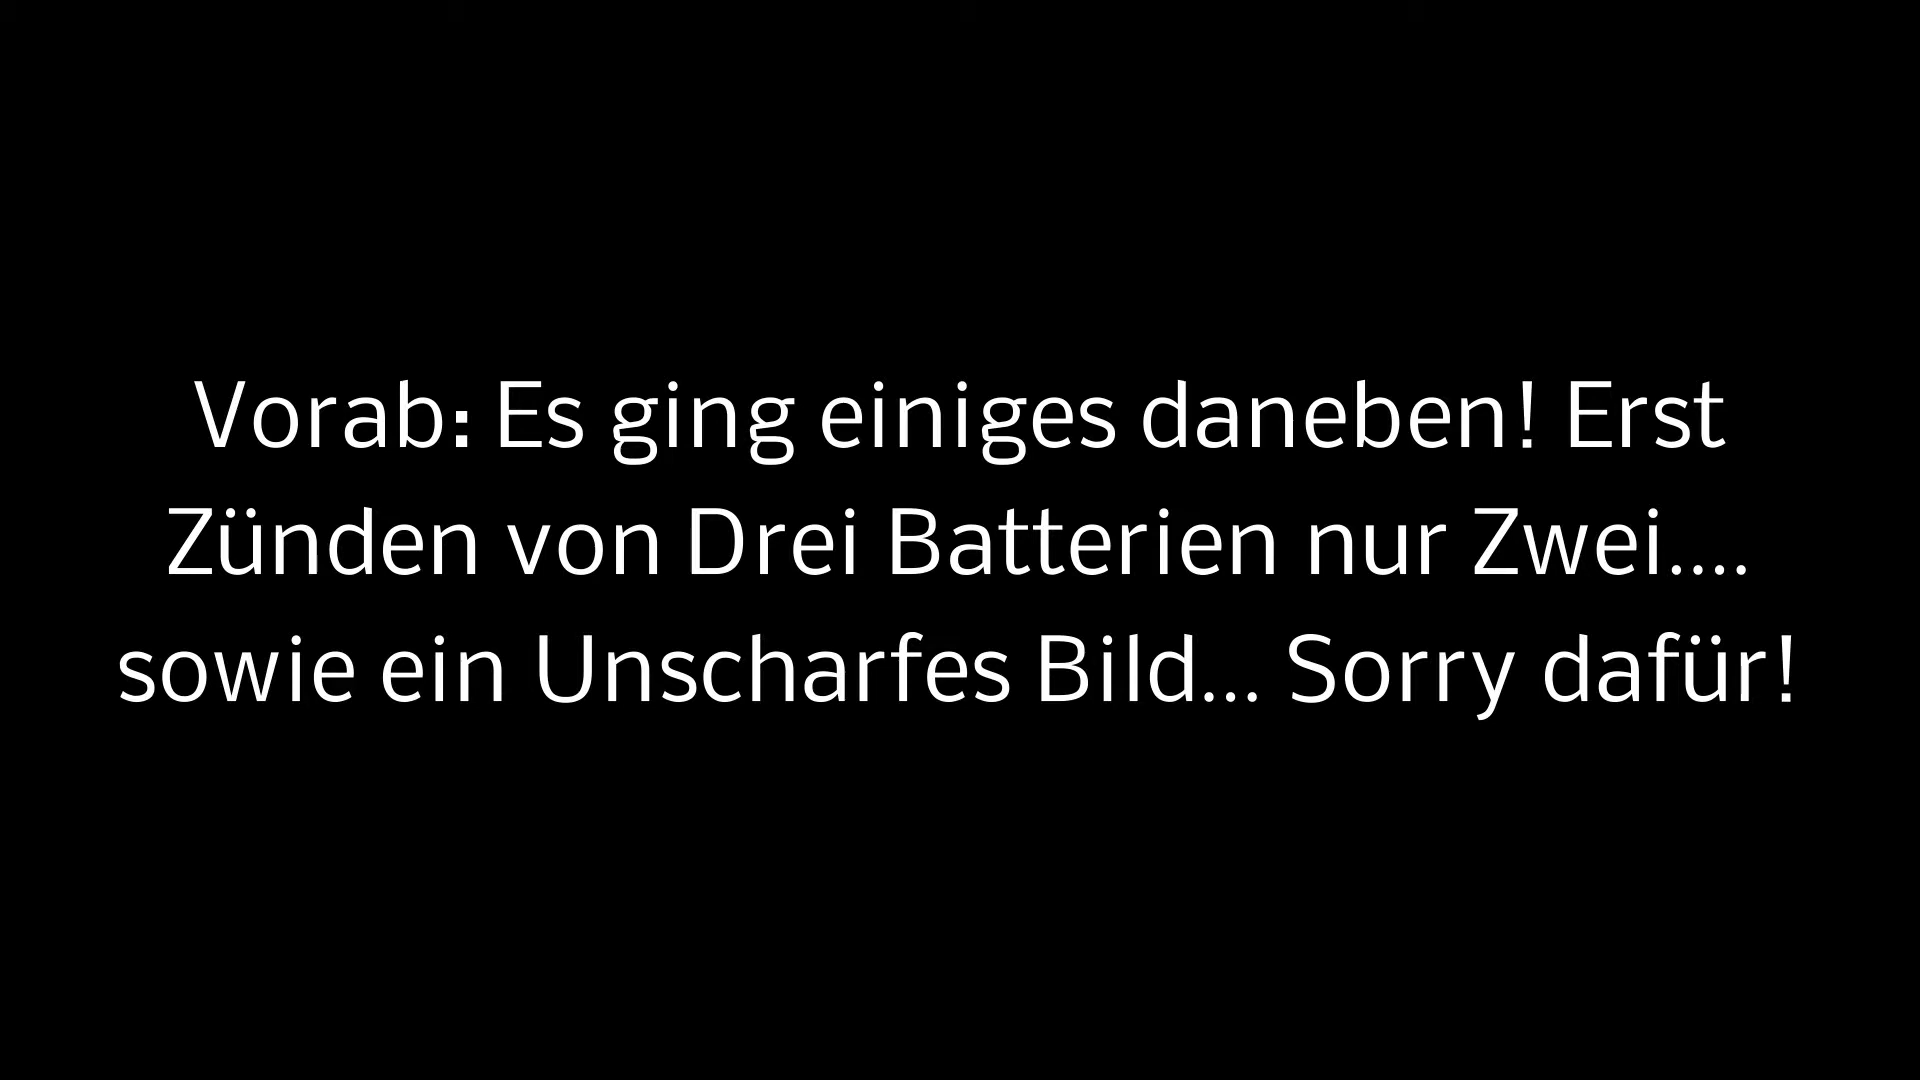 Vorab: Es ging einiges daneben! Erst
Zünden von Drei Batterien nur Zwei....
sowie ein Unscharfes Bild... Sorry dafür!